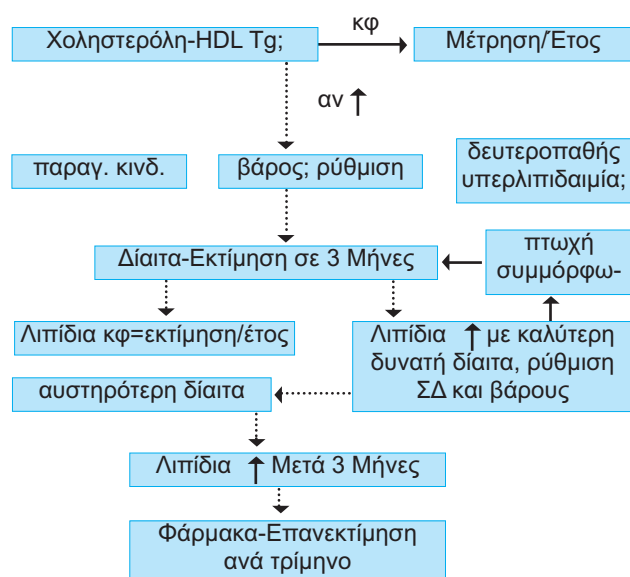 Χοληστερόλη-HDL Tg;
κφ
Μέτρηση/Έτος
αν ↑
παραγ. κινδ.
βάρος; ρύθμιση
δευτεροπαθής
υπερλιπιδαιμία;
Δίαιτα-Εκτίμηση σε 3 Μήνες
πτωχή
συμμόρφω-
Λιπίδια κφ=εκτίμηση/έτος
Λιπίδια ↑ με καλύτερη
δυνατή δίαιτα, ρύθμιση
ΣΔ και βάρους
αυστηρότερη δίαιτα
Λιπίδια ↑ Μετά 3 Μήνες
Φάρμακα-Επανεκτίμηση
ανά τρίμηνο